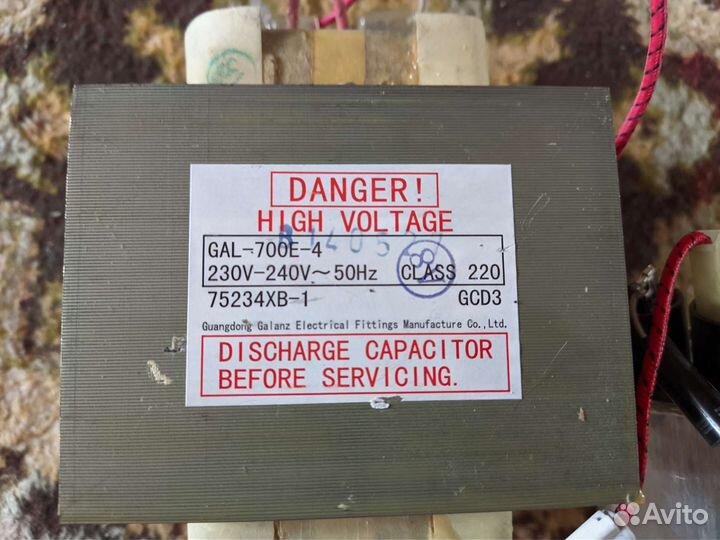 DANGER!
HIGH VOLTAGE
GAL-700E-4
230V-240V~50Hz CLASS 220
75234XB-1 GCD3
Guangdong Galanz Electrical Fittings Manufacture Co.,Ltd.
DISCHARGE CAPACITOR
BEFORE SERVICING.
Avito